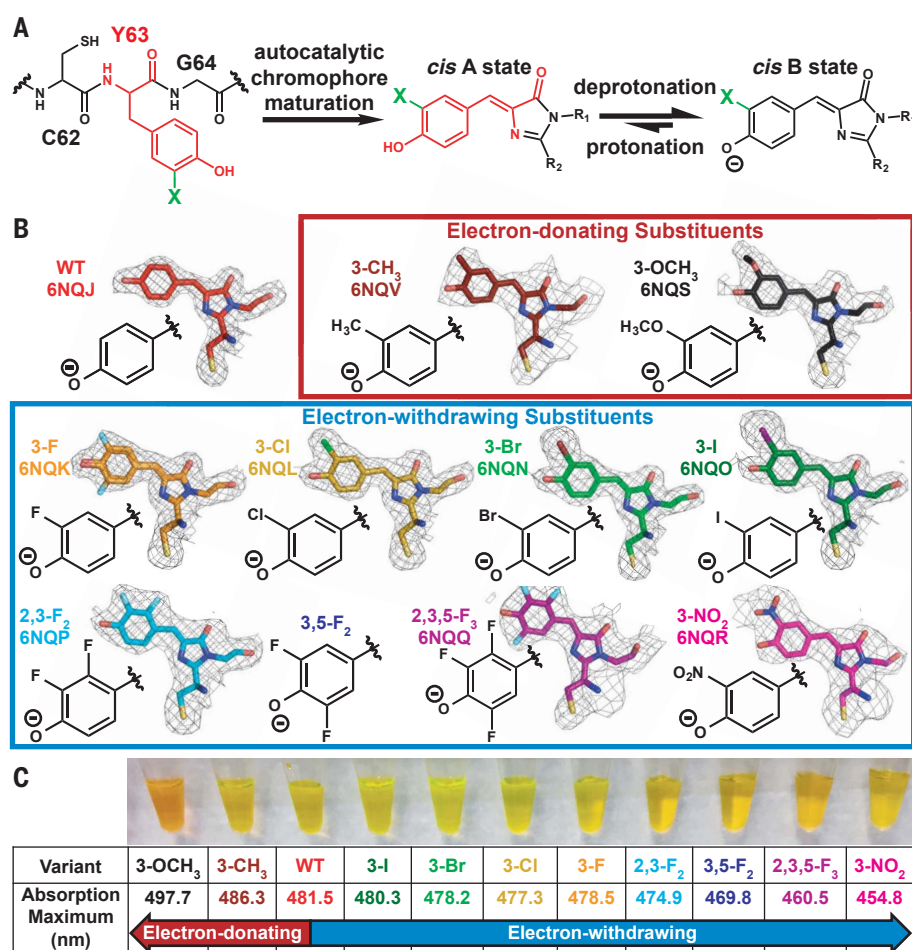 A
SH
Y63
O
G64
N
H
O
HN
NH
O
C62
OH
X
autocatalytic
chromophore
maturation
cis A state
O
X
N-R₁
HO
N
R₂
deprotonation
protonation
cis B state
O
X
N-R
O
⊖
N
R₂
B
Electron-donating Substituents
WT
6NQJ
⊖
O
3-CH₃
6NQV
H₃C
⊖
O
3-OCH₃
6NQS
H₃CO
⊖
O
Electron-withdrawing Substituents
3-F
6NQK
F
⊖
O
3-Cl
6NQL
Cl
⊖
O
3-Br
6NQN
Br
⊖
O
3-I
6NQO
I
⊖
O
2,3-F₂
6NQP
F
F
⊖
O
3,5-F₂
F
O
⊖
F
2,3,5-F₃
6NQQ
F
F
O
⊖
F
3-NO₂
6NQR
O₂N
⊖
O
C
Variant 3-OCH₃ 3-CH₃ WT 3-I 3-Br 3-Cl 3-F 2,3-F₂ 3,5-F₂ 2,3,5-F₃ 3-NO₂
Absorption
Maximum
(nm)
497.7 486.3 481.5 480.3 478.2 477.3 478.5 474.9 469.8 460.5 454.8
Electron-donating Electron-withdrawing